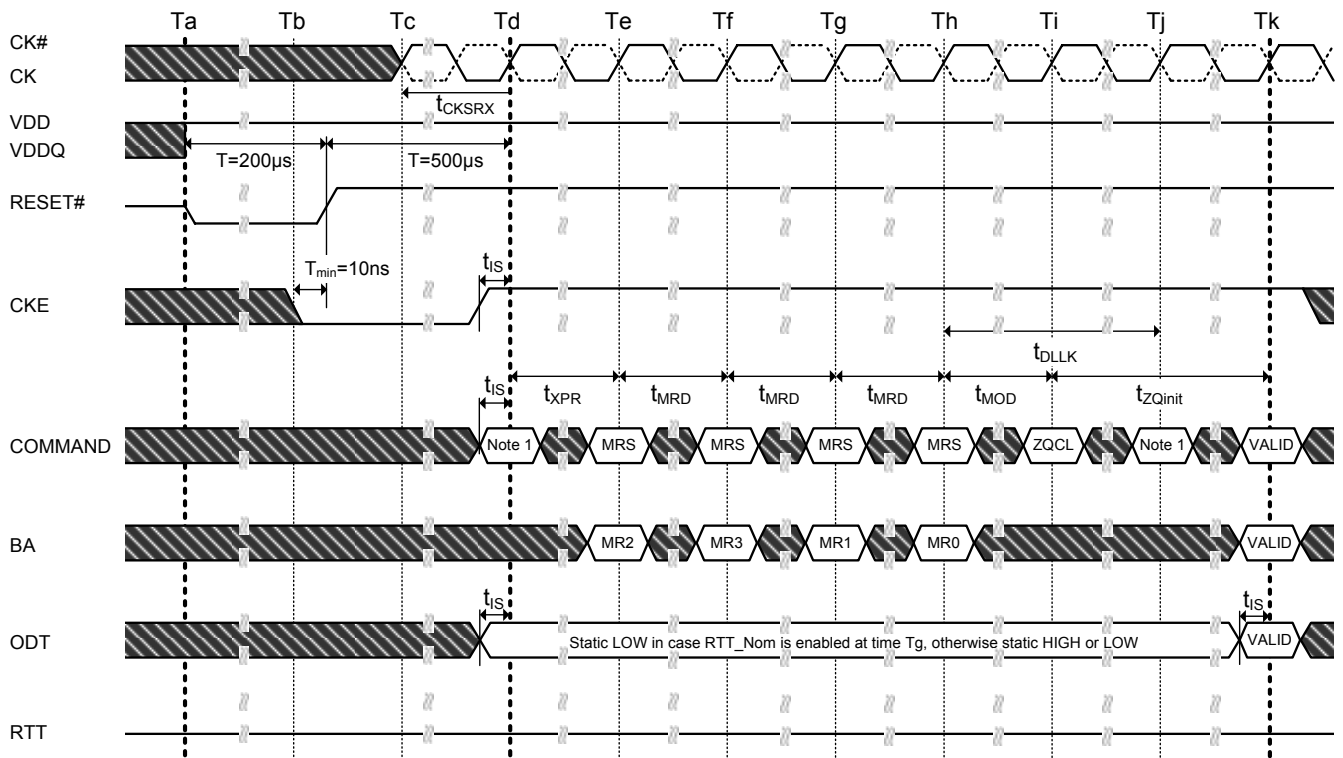 Ta Tb Tc Td Te Tf Tg Th Ti Tj Tk
CK#
CK
tCKSRX
VDD
VDDQ
T=200µs T=500µs
RESET#
Tmin=10ns tIS
CKE
tDLLK
tIS tXPR tMRD tMRD tMRD tMOD tZQinit
COMMAND Note 1 MRS MRS MRS MRS ZQCL Note 1 VALID
BA MR2 MR3 MR1 MR0 VALID
tIS tIS
ODT Static LOW in case RTT_Nom is enabled at time Tg, otherwise static HIGH or LOW VALID
RTT